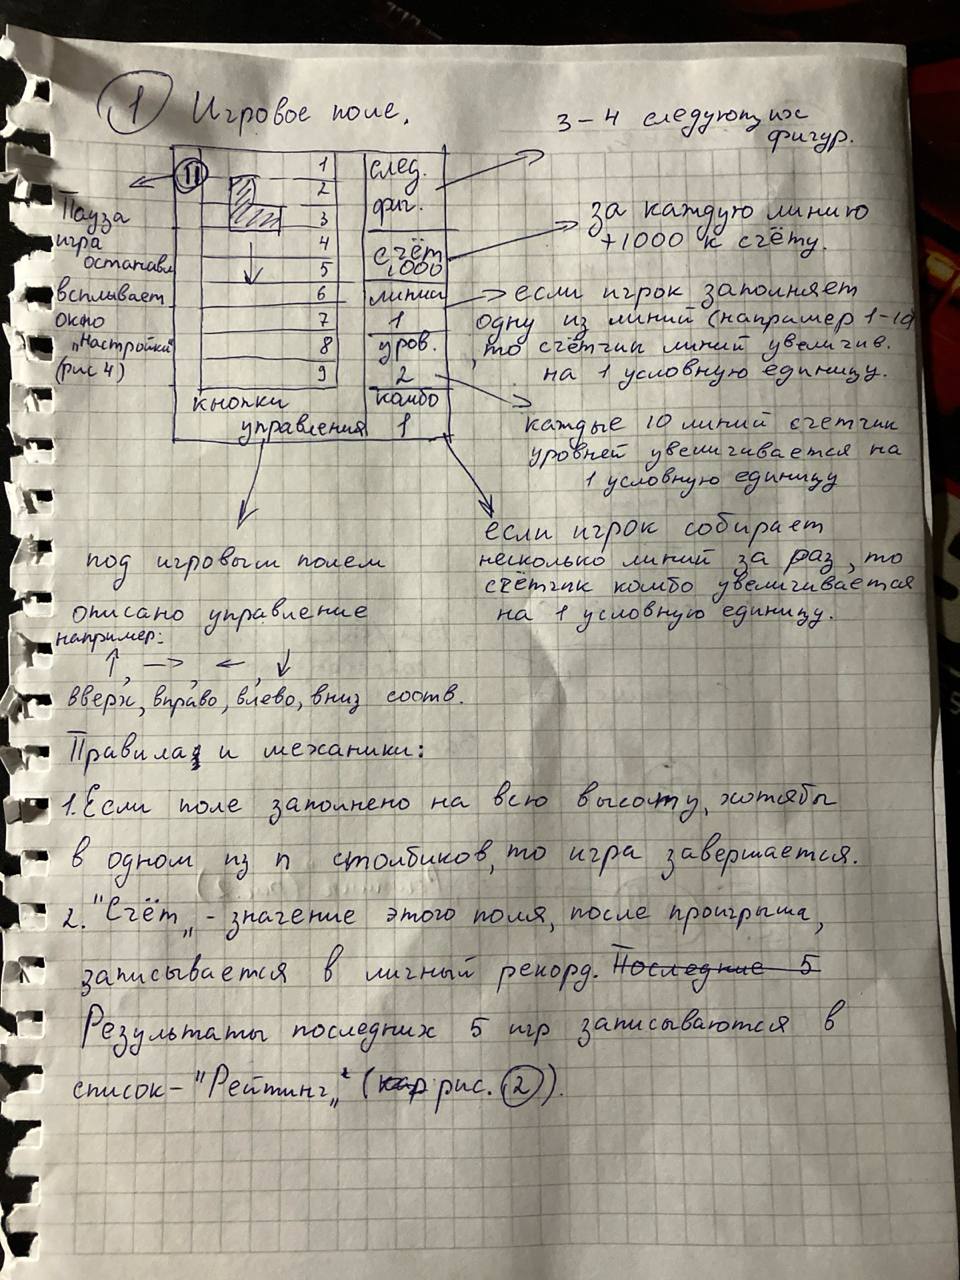 1 Игровое поле.
3-4 следующих
фигур.
1
2
3
4
5
6
7
8
9
след.
фиг.
счёт
1000
линии
1
уров.
2
комбо
1
кнопки
управления
Пауза
игра
останавл
всплывает
окно
"Настройки"
(рис 4)
за каждую линию
+1000 к счёту.
если игрок заполняет
одну из линий (например 1-10)
, то счётчик линий увеличив.
на 1 условную единицу.
каждые 10 линий счетчик
уровней увеличивается на
1 условную единицу
если игрок собирает
несколько линий за раз, то
счётчик комбо увеличивается
на 1 условную единицу.
под игровым полем
описано управление
например:
↑, →, ←, ↓
вверх, вправо, влево, вниз соотв.
Правила и механики:
1. Если поле заполнено на всю высоту, хотябы
в одном из n столбиков, то игра завершается.
2. "Счёт" - значение этого поля, после проигрыша,
записывается в личный рекорд. Последние 5
Результаты последних 5 игр записываются в
список - "Рейтинг" (рис. 2).